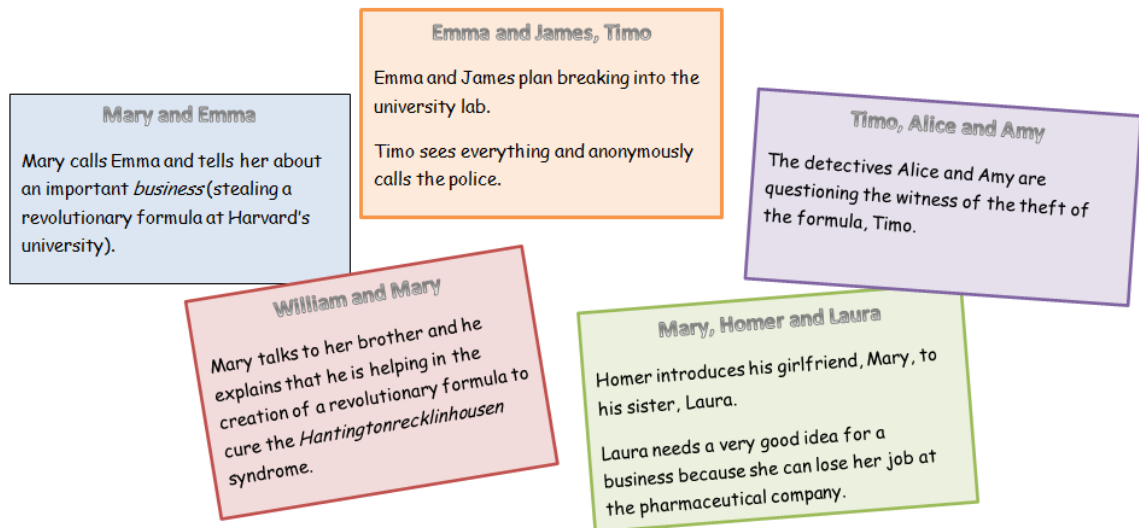 Emma and James, Timo
Emma and James plan breaking into the
university lab.
Timo sees everything and anonymously
calls the police.
Mary and Emma
Mary calls Emma and tells her about
an important business (stealing a
revolutionary formula at Harvard's
university).
Timo, Alice and Amy
The detectives Alice and Amy are
questioning the witness of the theft of
the formula, Timo.
William and Mary
Mary talks to her brother and he
explains that he is helping in the
creation of a revolutionary formula to
cure the Hantingtonrecklinhousen
syndrome.
Mary, Homer and Laura
Homer introduces his girlfriend, Mary, to
his sister, Laura.
Laura needs a very good idea for a
business because she can lose her job at
the pharmaceutical company.